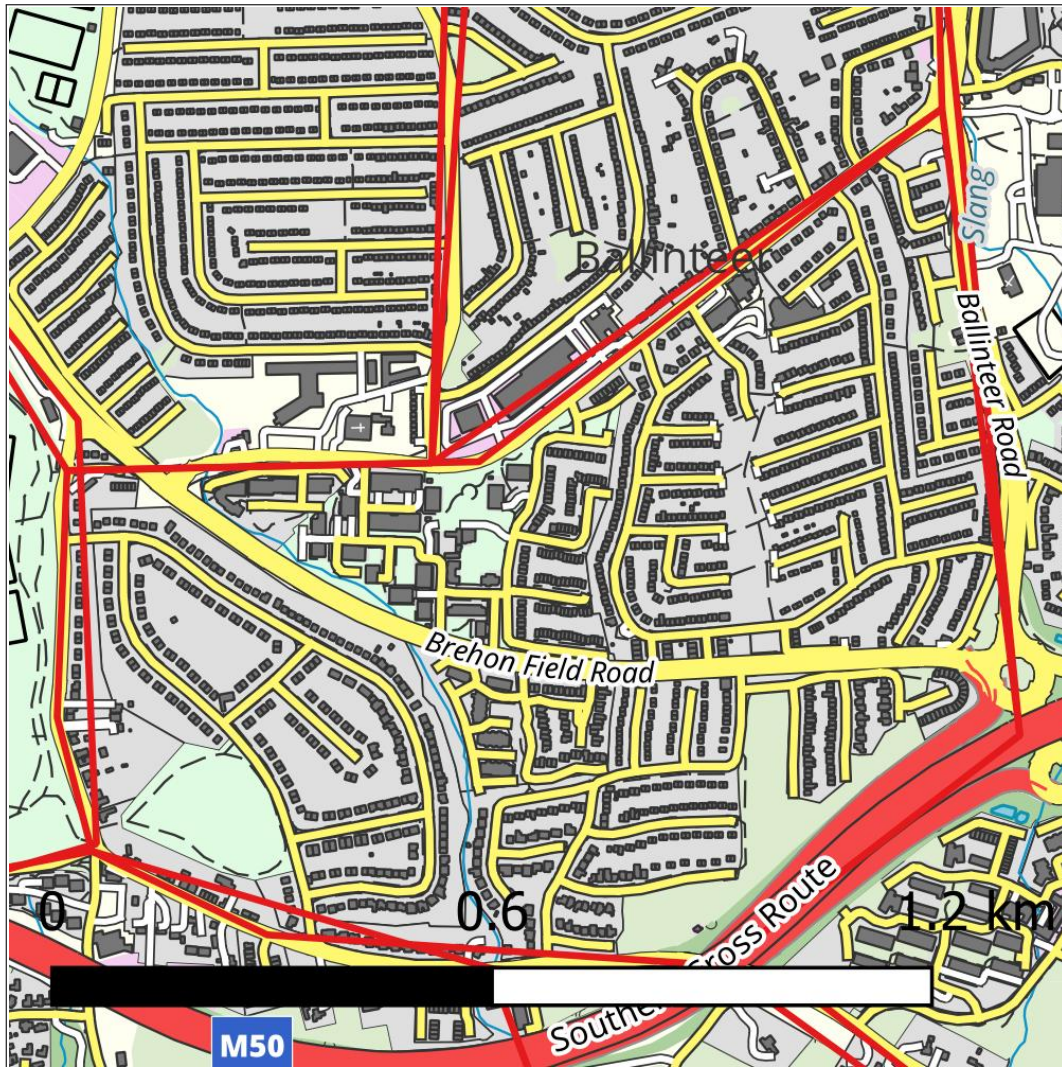 Slang
Ballinteer
Ballinteer Road
Brehon Field Road
0
0.6
1.2 km
Southern Cross Route
M50